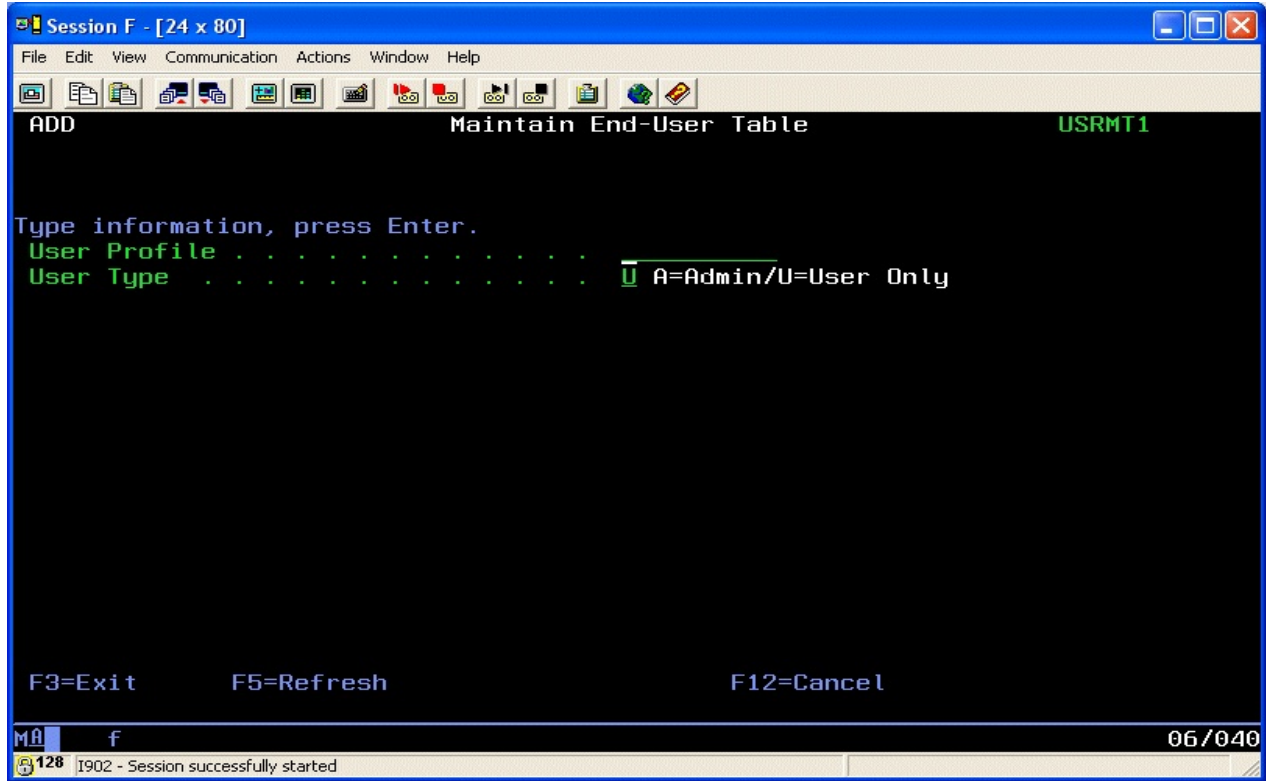 Session F - [24 x 80]
File Edit View Communication Actions Window Help
ADD Maintain End-User Table USRMT1
Type information, press Enter.
User Profile . . . . . . . . . . . . __________
User Type . . . . . . . . . . . . . U A=Admin/U=User Only
F3=Exit F5=Refresh F12=Cancel
MA f 06/040
128 I902 - Session successfully started